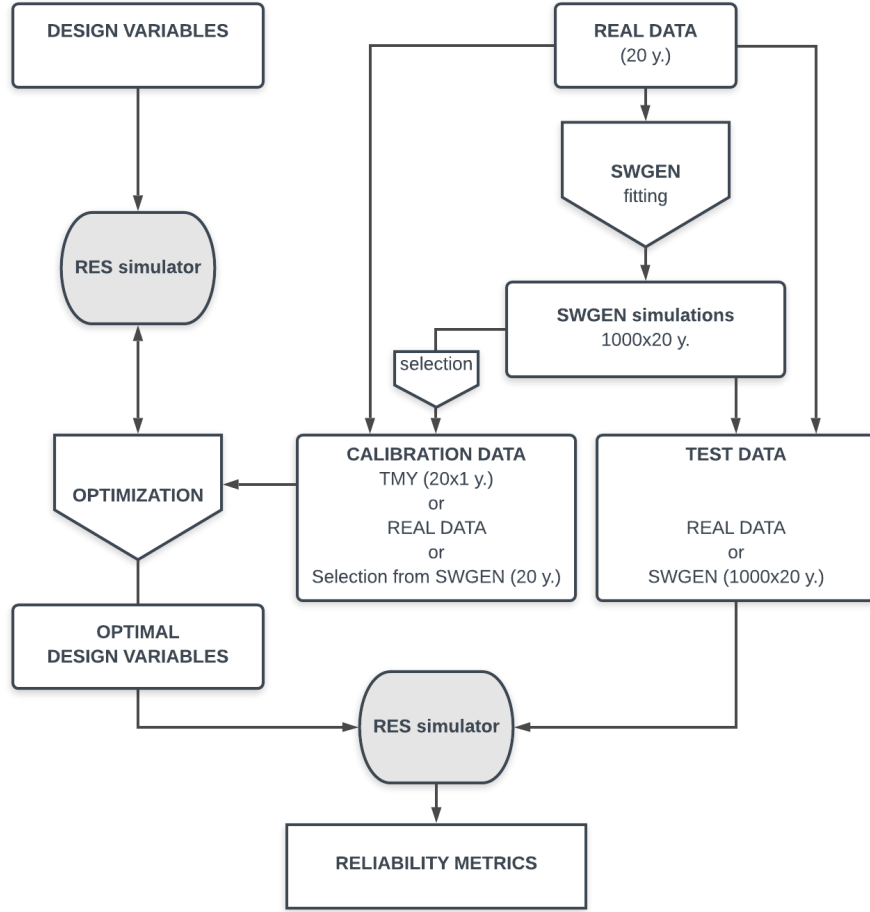 DESIGN VARIABLES
REAL DATA
(20 y.)
SWGEN
fitting
RES simulator
SWGEN simulations
1000x20 y.
selection
OPTIMIZATION
CALIBRATION DATA
TMY (20x1 y.)
or
REAL DATA
or
Selection from SWGEN (20 y.)
TEST DATA
REAL DATA
or
SWGEN (1000x20 y.)
OPTIMAL
DESIGN VARIABLES
RES simulator
RELIABILITY METRICS